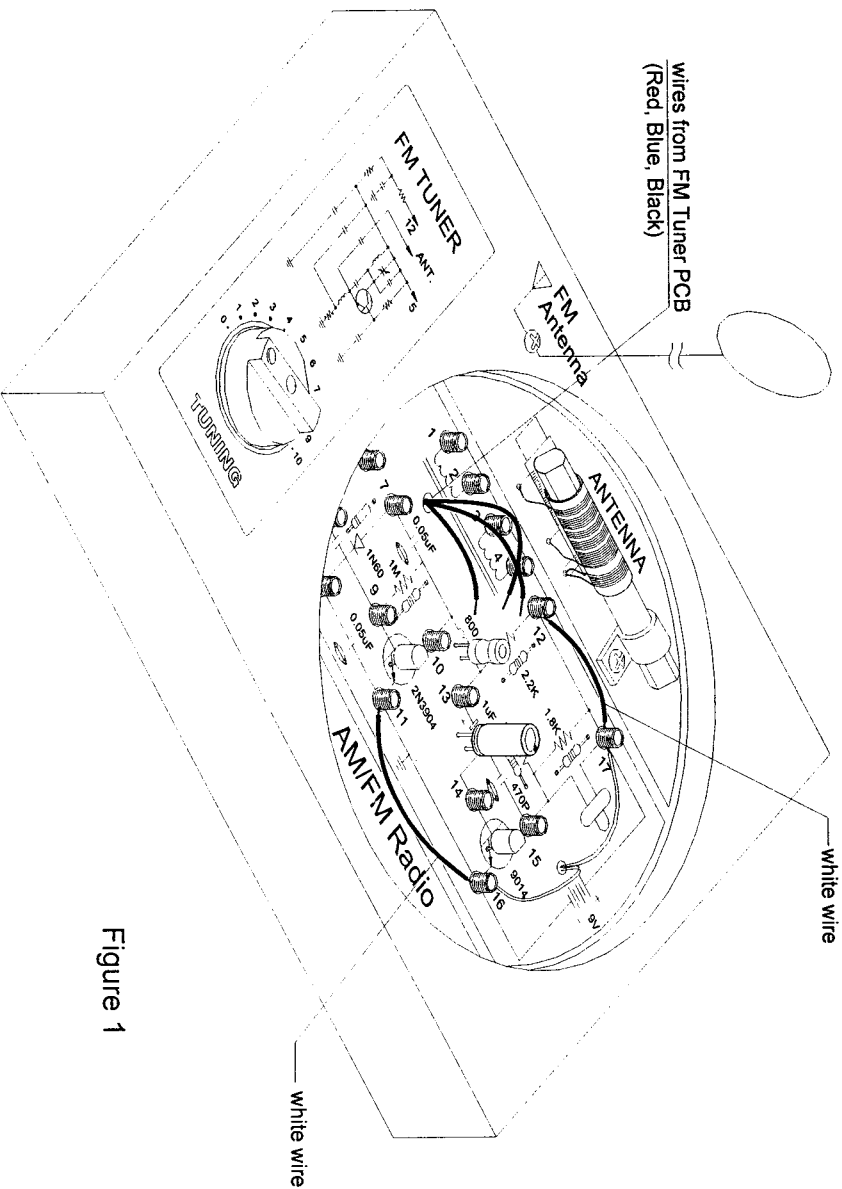 wires from FM Tuner PCB
(Red, Blue, Black)
FM
Antenna
ANTENNA
FM TUNER
12
ANT.
5
0
1
2
3
4
5
6
7
9
10
TUNING
1
2
4
7
0.05uF
1N60
1M
9
0.05uF
10
2N3904
11
800
12
2.2K
13
1uF
1.8K
17
470P
14
15
9014
16
+
9V
AM/FM Radio
white wire
white wire
Figure 1